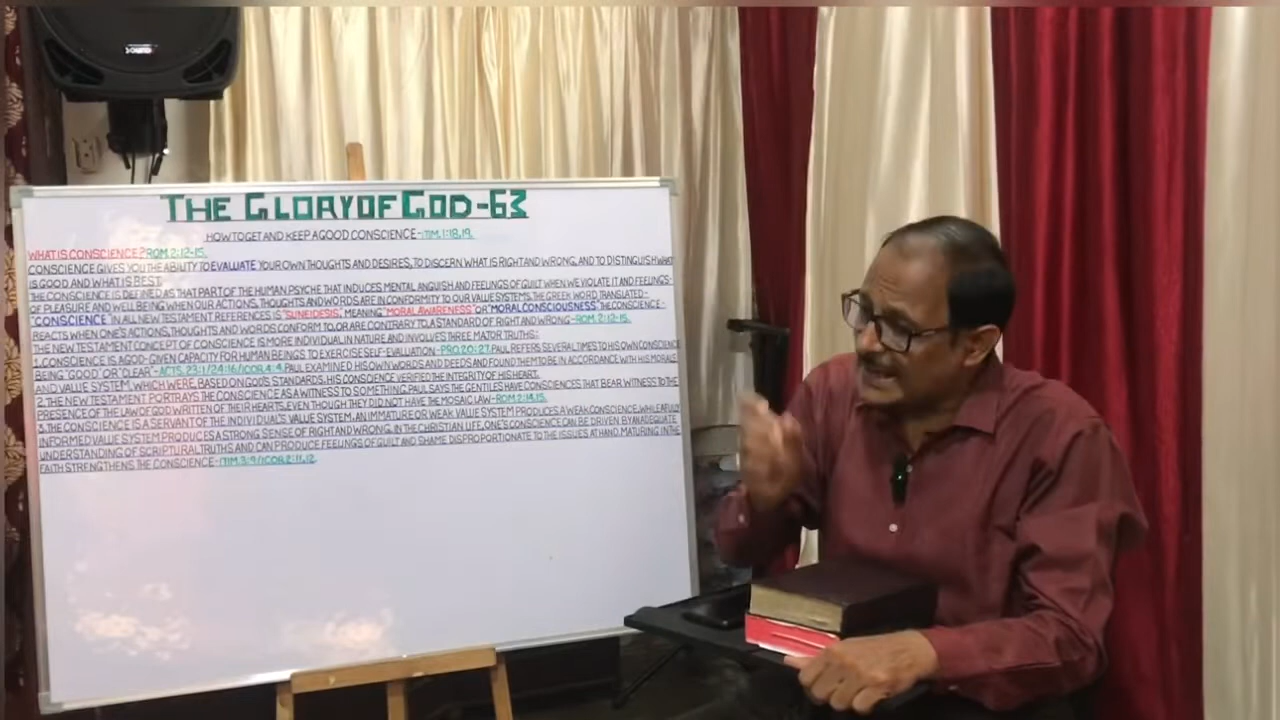 THE GLORY OF GOD-63
HOW TO GET AND KEEP A GOOD CONSCIENCE-1TIM.1:18,19.
WHAT IS CONSCIENCE? ROM.2:12-15.
CONSCIENCE GIVES YOU THE ABILITY TO EVALUATE YOUR OWN THOUGHTS AND DESIRES, TO DISCERN WHAT IS RIGHT AND WRONG, AND TO DISTINGUISH WHAT
IS GOOD AND WHAT IS BEST.
THE CONSCIENCE IS DEFINED AS THAT PART OF THE HUMAN PSYCHE THAT INDUCES MENTAL ANGUISH AND FEELINGS OF GUILT WHEN WE VIOLATE IT AND FEELINGS-
OF PLEASURE AND WELL BEING WHEN OUR ACTIONS, THOUGHTS AND WORDS ARE IN CONFORMITY TO OUR VALUE SYSTEMS. THE GREEK WORD, TRANSLATED-
"CONSCIENCE" IN ALL NEW TESTAMENT REFERENCES IS "SUNEIDESIS", MEANING "MORAL AWARENESS" OR "MORAL CONSCIOUSNESS". THE CONSCIENCE-
REACTS WHEN ONE'S ACTIONS, THOUGHTS AND WORDS CONFORM TO, OR ARE CONTRARY TO A STANDARD OF RIGHT AND WRONG-ROM.2:12-15.
THE NEW TESTAMENT CONCEPT OF CONSCIENCE IS MORE INDIVIDUAL IN NATURE AND INVOLVES THREE MAJOR TRUTHS:
1.CONSCIENCE IS A GOD-GIVEN CAPACITY FOR HUMAN BEINGS TO EXERCISE SELF-EVALUATION-PRO.20:27. PAUL REFERS SEVERAL TIMES TO HIS OWN CONSCIENCE
BEING "GOOD" OR "CLEAR"-ACTS.23:1/24:16/1COR.4:4. PAUL EXAMINED HIS OWN WORDS AND DEEDS AND FOUND THEM TO BE IN ACCORDANCE WITH HIS MORALS
AND VALUE SYSTEM, WHICH WERE, BASED ON GOD'S STANDARDS. HIS CONSCIENCE VERIFIED THE INTEGRITY OF HIS HEART.
2. THE NEW TESTAMENT PORTRAYS THE CONSCIENCE AS A WITNESS TO SOMETHING. PAUL SAYS THE GENTILES HAVE CONSCIENCES THAT BEAR WITNESS TO THE
PRESENCE OF THE LAW OF GOD WRITTEN OF THEIR HEARTS, EVEN THOUGH THEY DID NOT HAVE THE MOSAIC LAW-ROM.2:14,15.
3.THE CONSCIENCE IS A SERVANT OF THE INDIVIDUAL'S VALUE SYSTEM. AN IMMATURE OR WEAK VALUE SYSTEM PRODUCES A WEAK CONSCIENCE, WHILE A FULLY
INFORMED VALUE SYSTEM PRODUCES A STRONG SENSE OF RIGHT AND WRONG. IN THE CHRISTIAN LIFE, ONE'S CONSCIENCE CAN BE DRIVEN BY AN ADEQUATE
UNDERSTANDING OF SCRIPTURAL TRUTHS AND CAN PRODUCE FEELINGS OF GUILT AND SHAME DISPROPORTIONATE TO THE ISSUES AT HAND. MATURING IN THE
FAITH STRENGTHENS THE CONSCIENCE-1TIM.3:9/1COR.2:11,12.